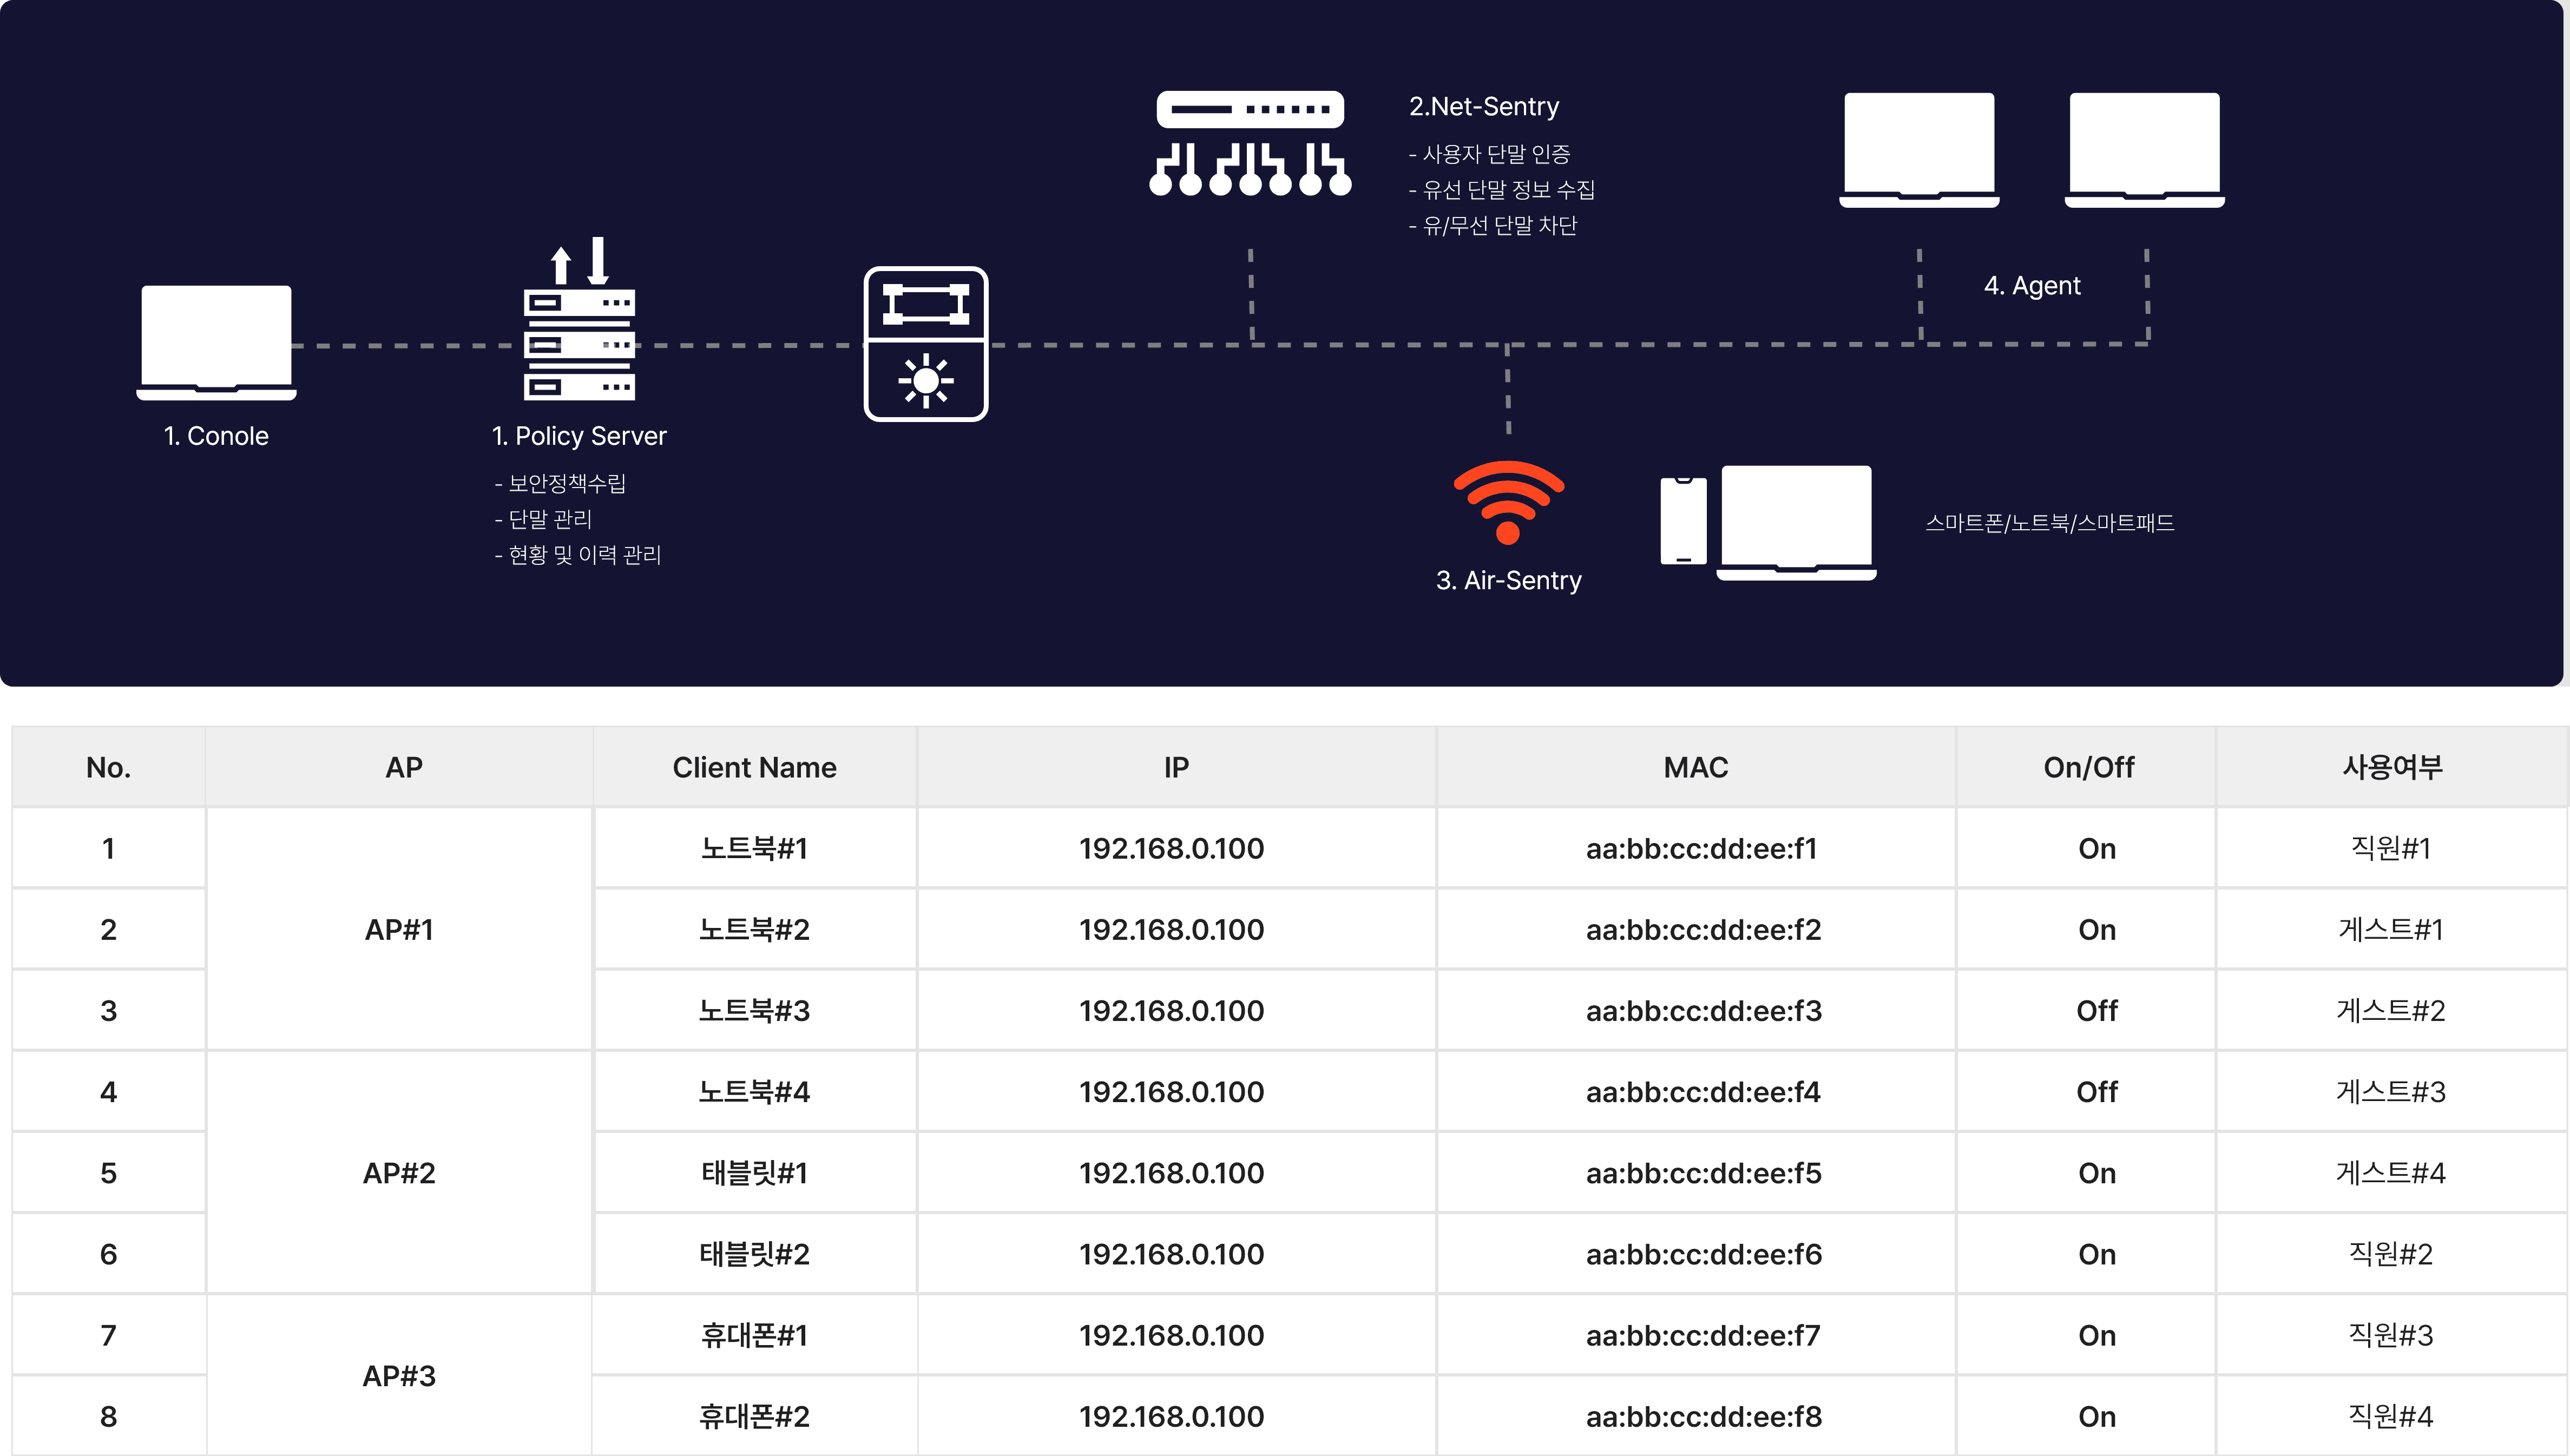 2.Net-Sentry
- 사용자 단말 인증
- 유선 단말 정보 수집
- 유/무선 단말 차단
4. Agent
1. Conole
1. Policy Server
- 보안정책수립
- 단말 관리
- 현황 및 이력 관리
3. Air-Sentry
스마트폰/노트북/스마트패드
No. AP Client Name IP MAC On/Off 사용여부
1 노트북#1 192.168.0.100 aa:bb:cc:dd:ee:f1 On 직원#1
2 AP#1 노트북#2 192.168.0.100 aa:bb:cc:dd:ee:f2 On 게스트#1
3 노트북#3 192.168.0.100 aa:bb:cc:dd:ee:f3 Off 게스트#2
4 노트북#4 192.168.0.100 aa:bb:cc:dd:ee:f4 Off 게스트#3
5 AP#2 태블릿#1 192.168.0.100 aa:bb:cc:dd:ee:f5 On 게스트#4
6 태블릿#2 192.168.0.100 aa:bb:cc:dd:ee:f6 On 직원#2
7 휴대폰#1 192.168.0.100 aa:bb:cc:dd:ee:f7 On 직원#3
AP#3
8 휴대폰#2 192.168.0.100 aa:bb:cc:dd:ee:f8 On 직원#4